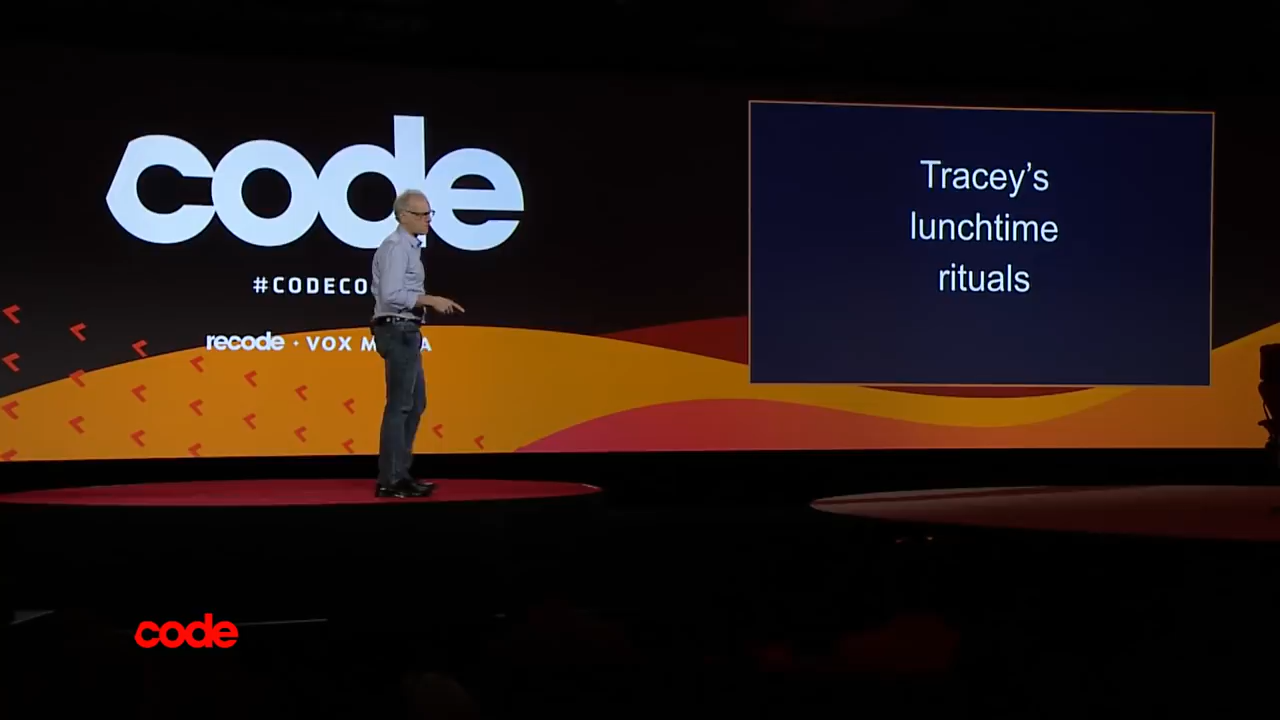 code
#CODECO
recode · VOX M A
Tracey's
lunchtime
rituals
code